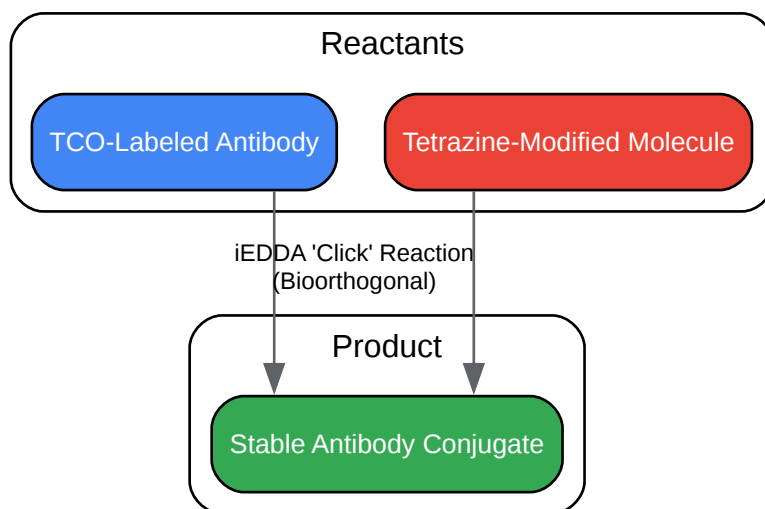 Reactants
TCO-Labeled Antibody
Tetrazine-Modified Molecule
iEDDA 'Click' Reaction
(Bioorthogonal)
Product
Stable Antibody Conjugate